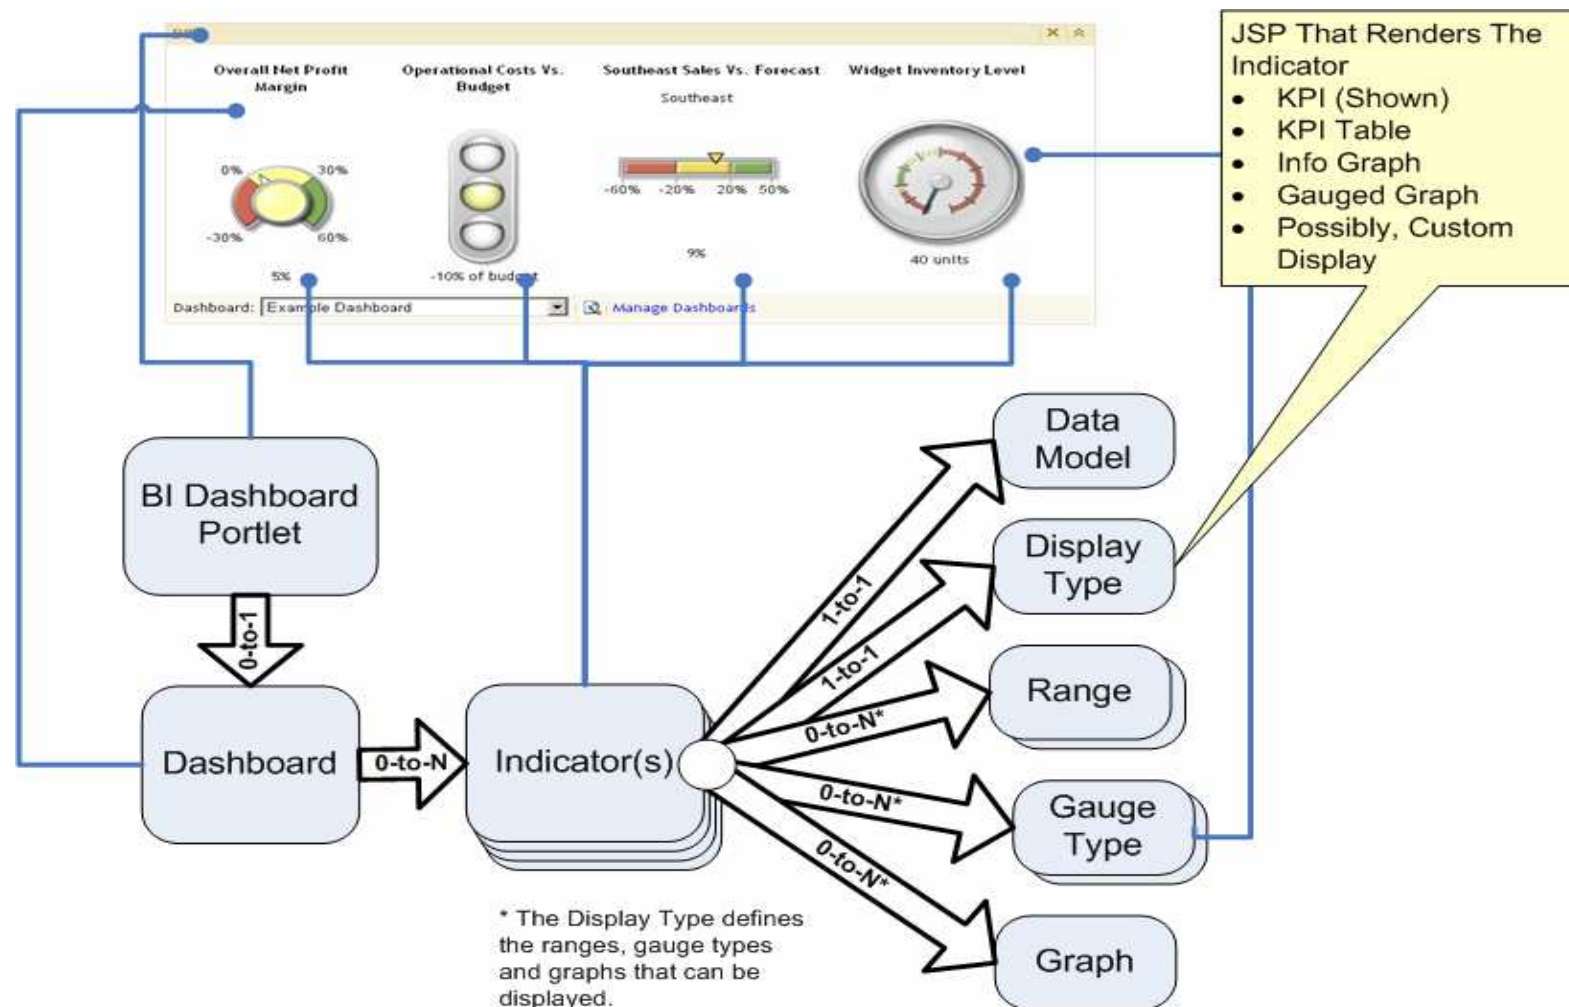 Overall Net Profit
Margin
Operational Costs Vs.
Budget
Southeast Sales Vs. Forecast
Southeast
Widget Inventory Level
0%
30%
-30%
60%
5%
-10% of budget
-60%
-20%
20%
50%
9%
40 units
Dashboard:
Example Dashboard
Manage Dashboards
JSP That Renders The
Indicator
• KPI (Shown)
• KPI Table
• Info Graph
• Gauged Graph
• Possibly, Custom
Display
BI Dashboard
Portlet
0-to-1
Dashboard
0-to-N
Indicator(s)
1-to-1
Data
Model
1-to-1
Display
Type
0-to-N*
Range
0-to-N*
Gauge
Type
0-to-N*
Graph
* The Display Type defines
the ranges, gauge types
and graphs that can be
displayed.